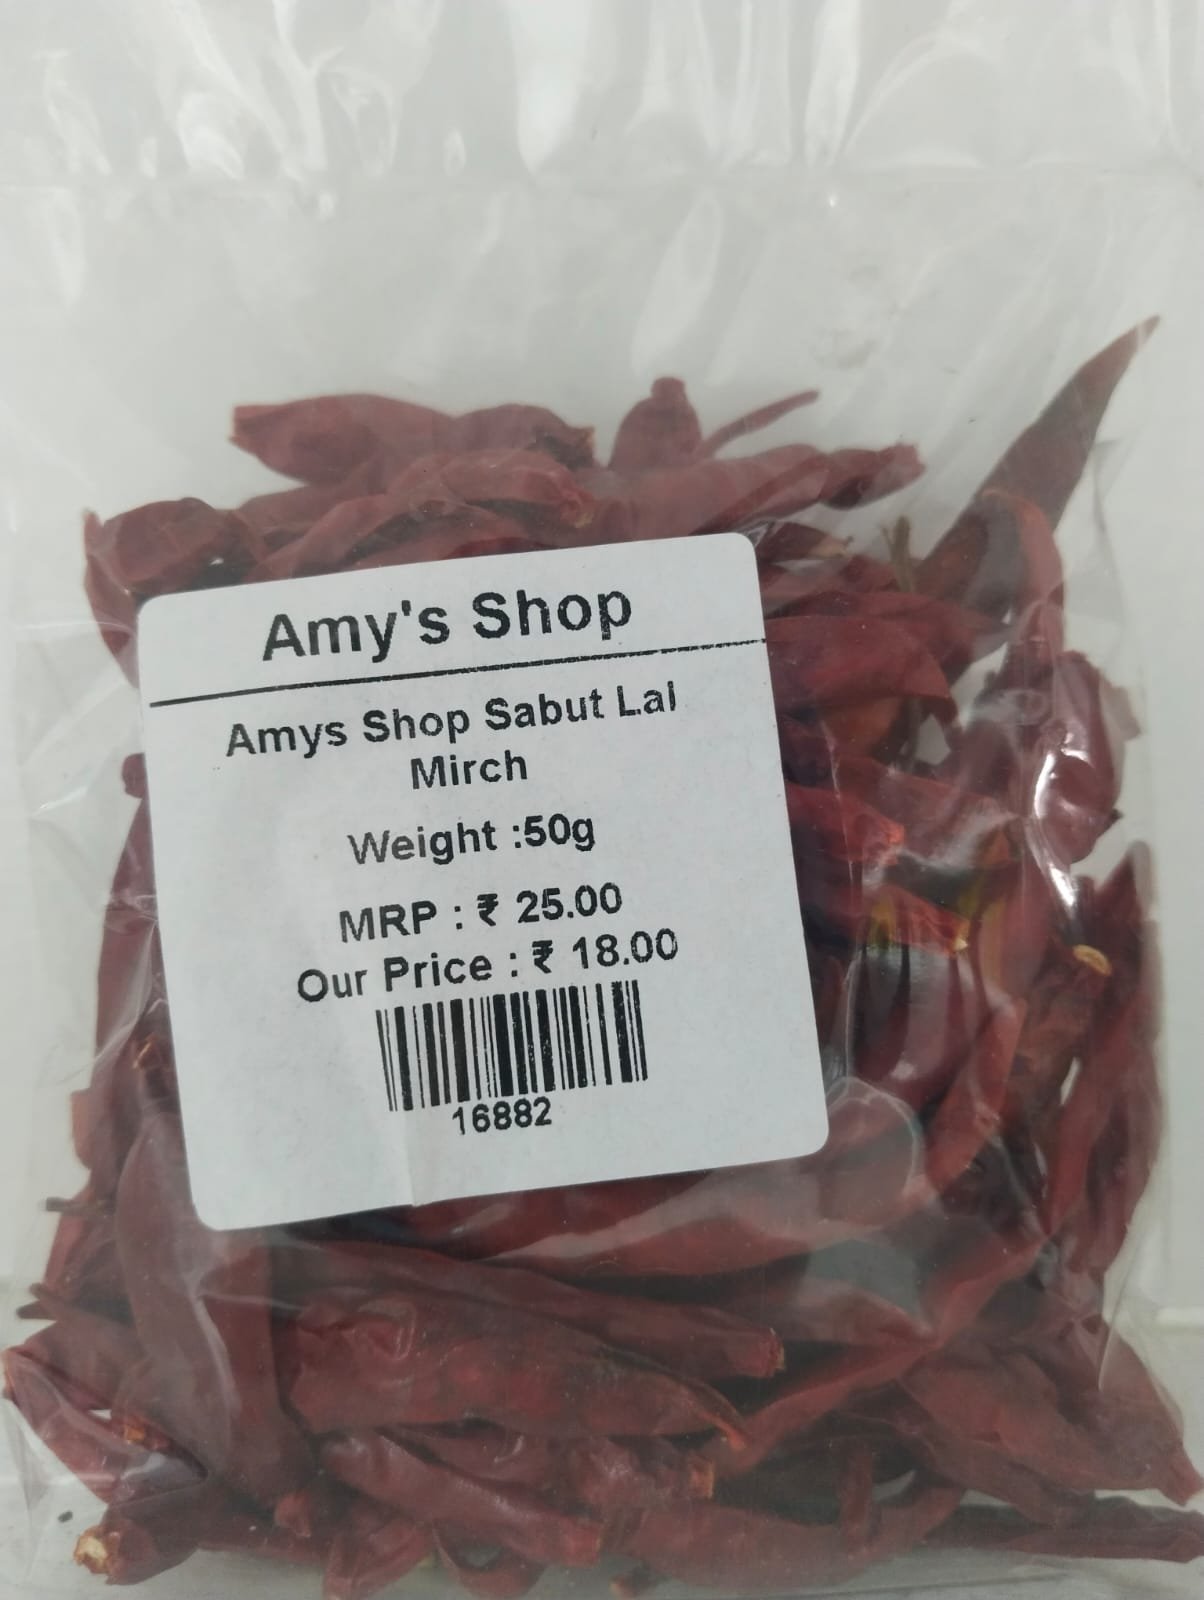 Amy's Shop
Amys Shop Sabut Lal
Mirch
Weight :50g
MRP : ₹ 25.00
Our Price : ₹ 18.00
16882